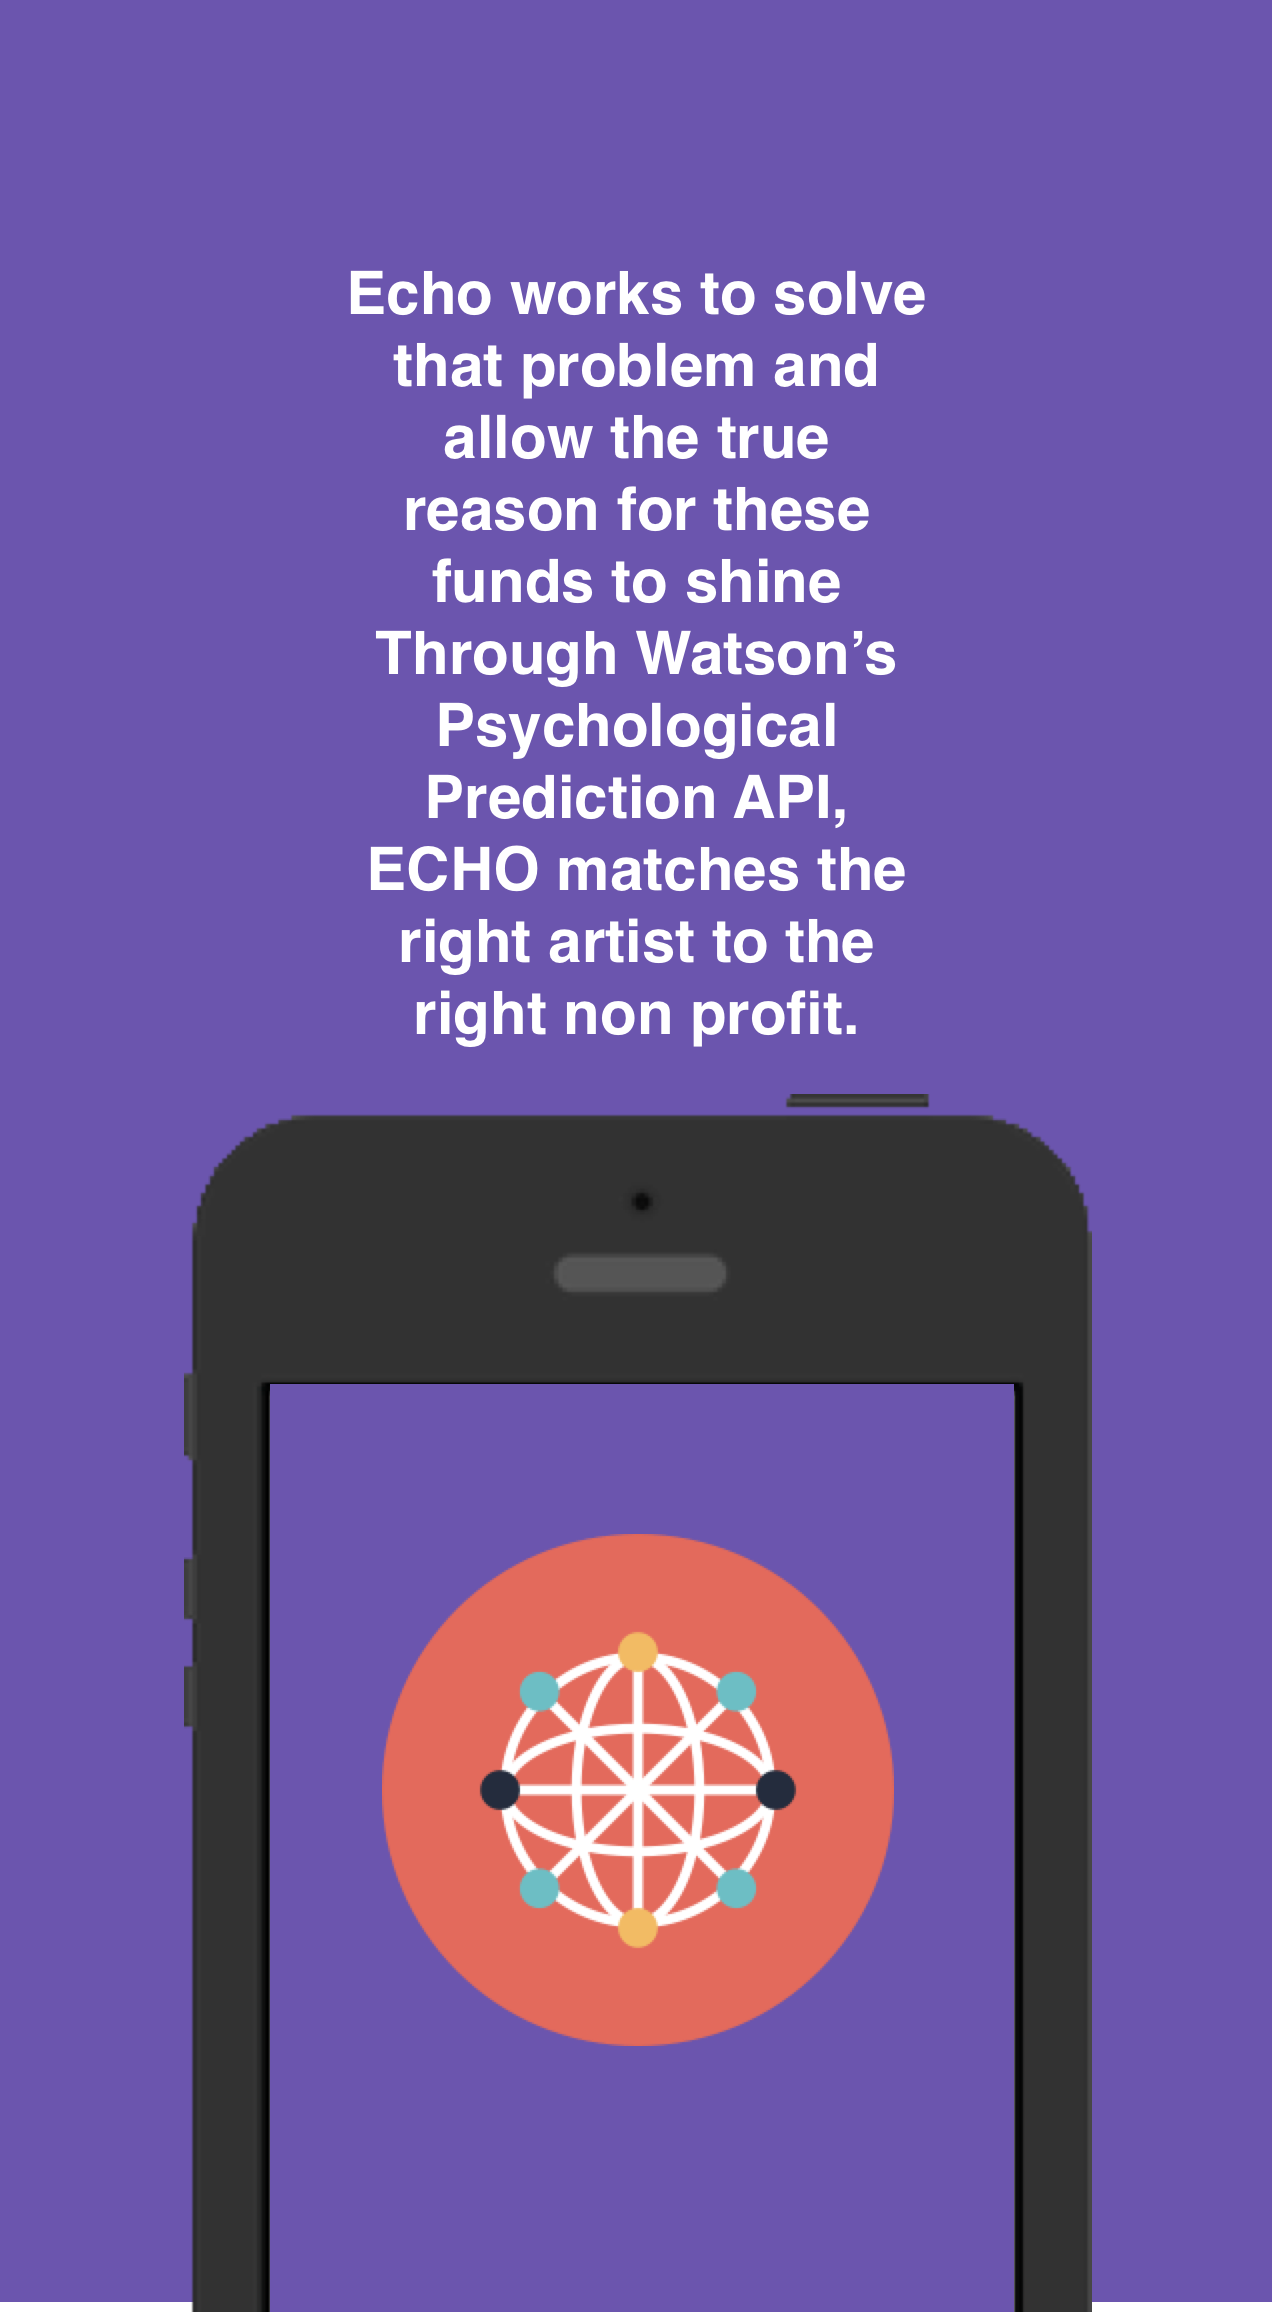 Echo works to solve
that problem and
allow the true
reason for these
funds to shine
Through Watson’s
Psychological
Prediction API,
ECHO matches the
right artist to the
right non profit.